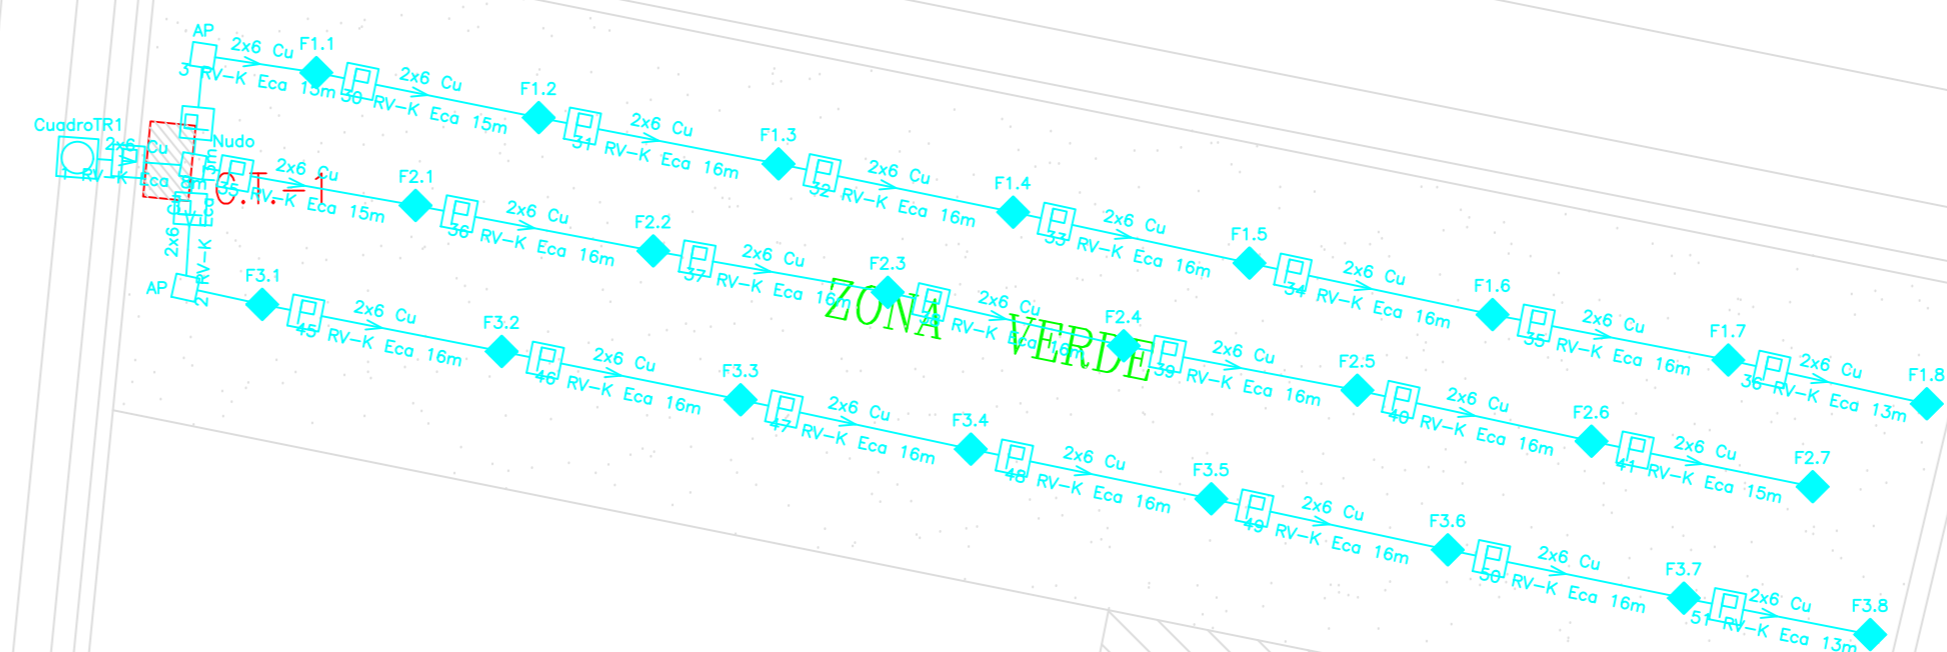 AP
2x6 Cu
F1.1
3 RV-K Eca 15m
2x6 Cu
30 RV-K Eca 15m
F1.2
2x6 Cu
31 RV-K Eca 16m
F1.3
2x6 Cu
32 RV-K Eca 16m
F1.4
2x6 Cu
33 RV-K Eca 16m
F1.5
2x6 Cu
34 RV-K Eca 16m
F1.6
2x6 Cu
35 RV-K Eca 16m
F1.7
2x6 Cu
36 RV-K Eca 13m
F1.8
CuadroTR1
2x6 Cu
1 RV-K Eca 8m
Nudo
C.T.-1
2x6 Cu
35 RV-K Eca 15m
F2.1
2x6 Cu
36 RV-K Eca 16m
F2.2
2x6 Cu
37 RV-K Eca 16m
F2.3
2x6 Cu
38 RV-K Eca 16m
ZONA VERDE
F2.4
2x6 Cu
39 RV-K Eca 16m
F2.5
2x6 Cu
40 RV-K Eca 16m
F2.6
2x6 Cu
41 RV-K Eca 15m
F2.7
2x6
2 RV-K Eca
AP
F3.1
2x6 Cu
45 RV-K Eca 16m
F3.2
2x6 Cu
46 RV-K Eca 16m
F3.3
2x6 Cu
47 RV-K Eca 16m
F3.4
2x6 Cu
48 RV-K Eca 16m
F3.5
2x6 Cu
49 RV-K Eca 16m
F3.6
2x6 Cu
50 RV-K Eca 16m
F3.7
2x6 Cu
51 RV-K Eca 13m
F3.8